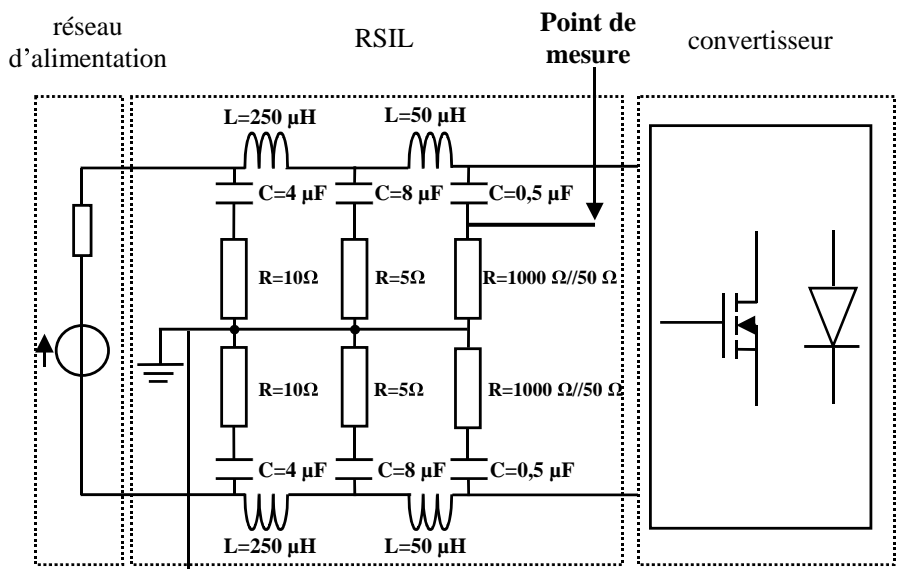 réseau
d'alimentation
RSIL
Point de
mesure
convertisseur
L=250 µH
L=50 µH
C=4 µF
C=8 µF
C=0,5 µF
R=10Ω
R=5Ω
R=1000 Ω//50 Ω
R=10Ω
R=5Ω
R=1000 Ω//50 Ω
C=4 µF
C=8 µF
C=0,5 µF
L=250 µH
L=50 µH